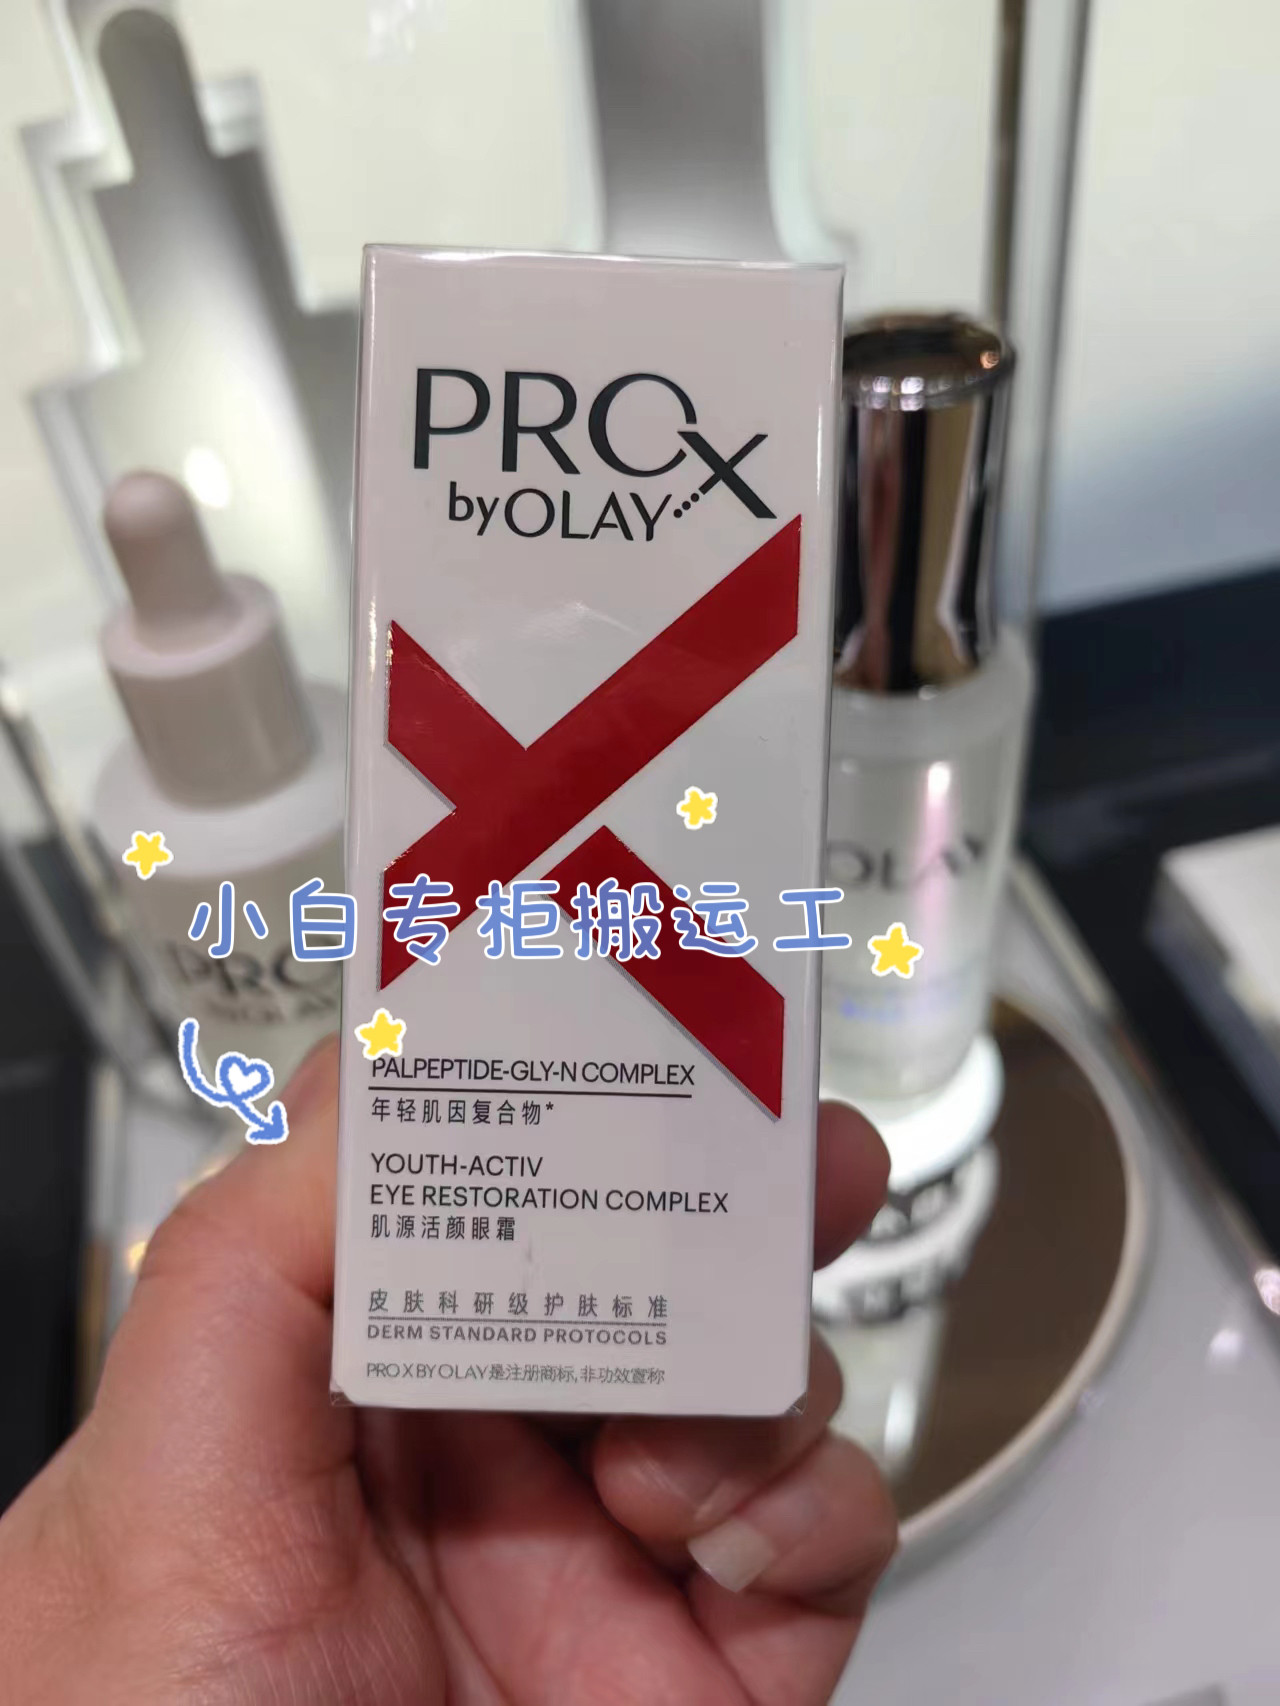 PROX
by OLAY
OLAY
小白专柜搬运工
PRO
PALPEPTIDE-GLY-N COMPLEX
年轻肌因复合物*
YOUTH-ACTIV
EYE RESTORATION COMPLEX
肌源活颜眼霜
皮肤科研级护肤标准
DERM STANDARD PROTOCOLS
PROX BY OLAY是注册商标,非功效宣称